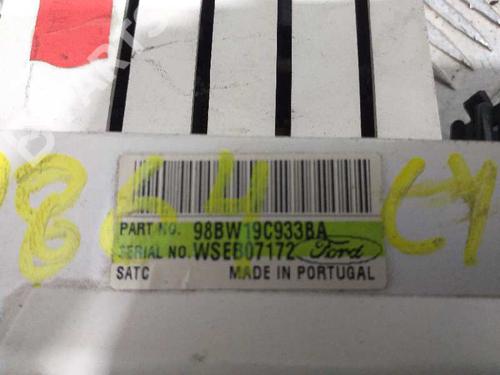 PART NO. 98BW19C933BA
SERIAL NO. WSEB07172 Ford
SATC MADE IN PORTUGAL